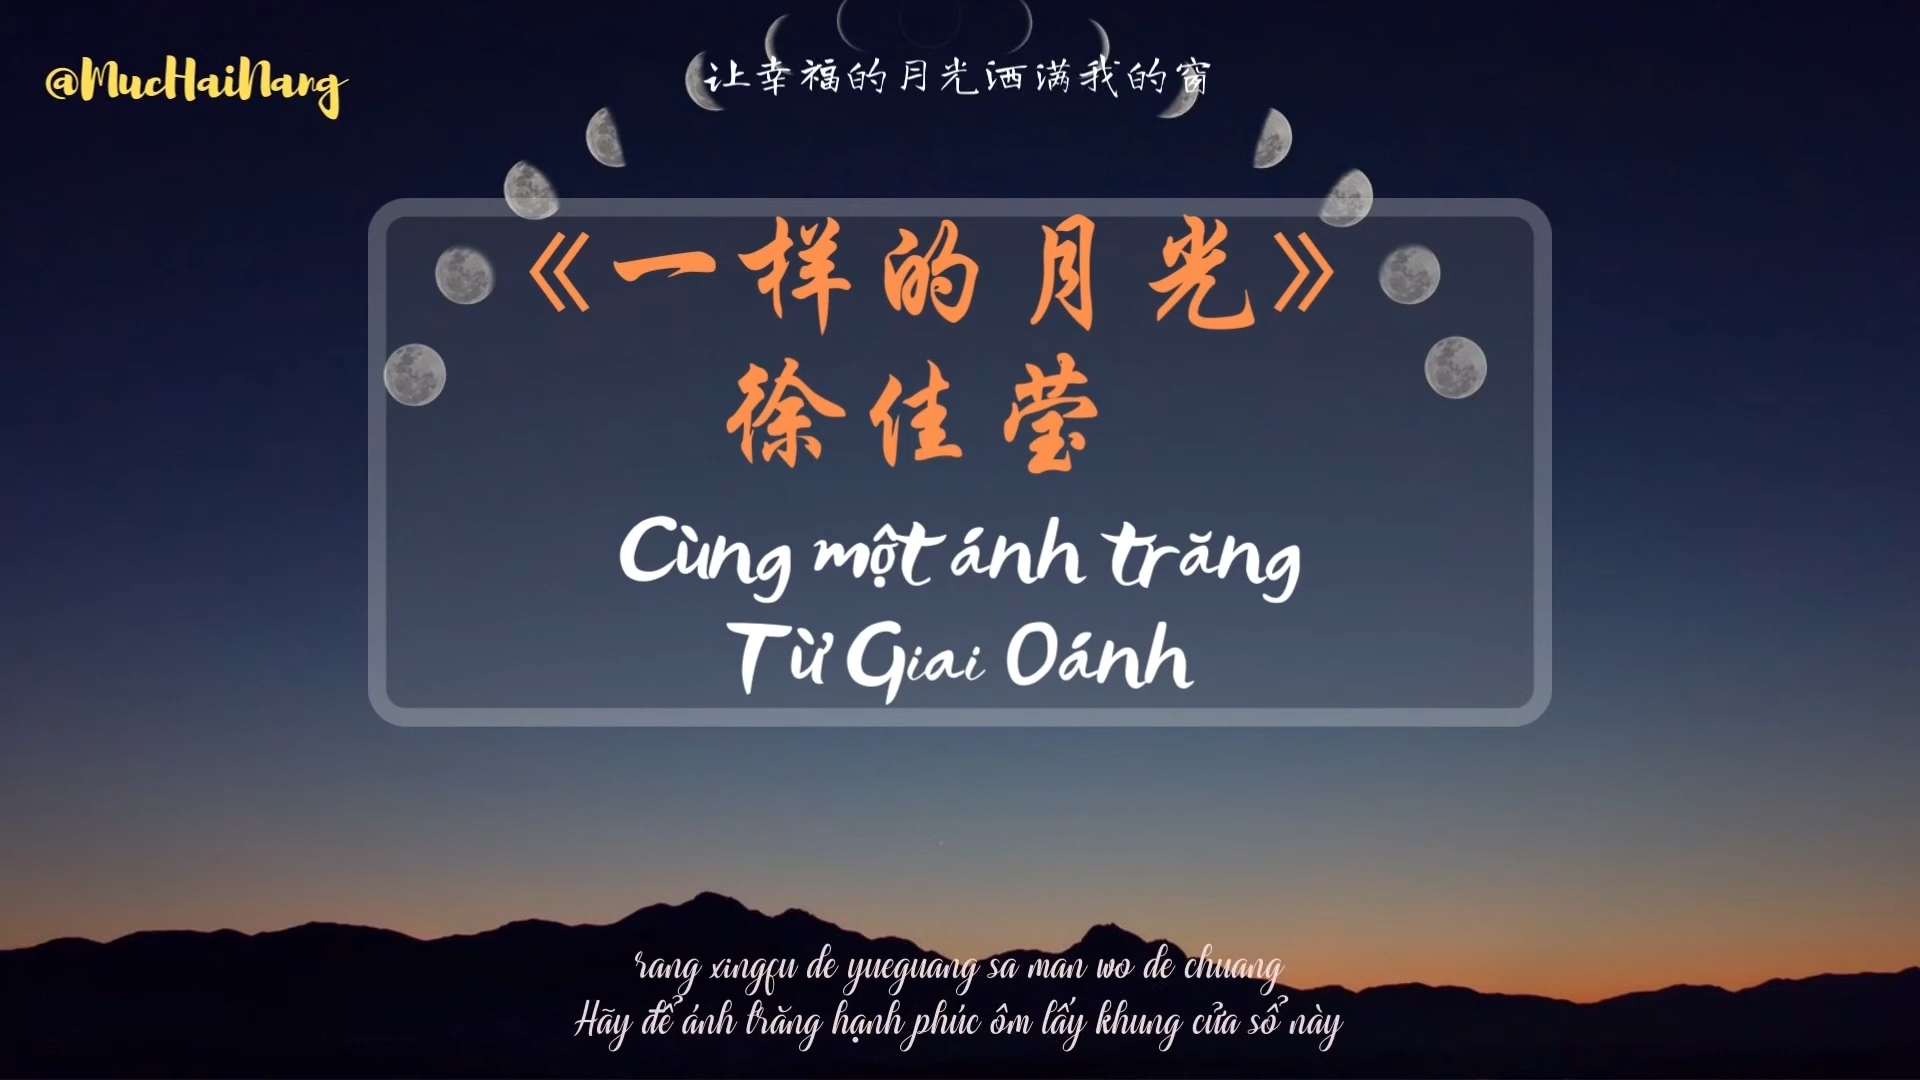 @MucHaiNang
让幸福的月光洒满我的窗
《一样的月光》
徐佳莹
Cùng một ánh trăng
Từ Giai Oánh
rang xingfu de yueguang sa man wo de chuang
Hãy để ánh trăng hạnh phúc ôm lấy khung cửa sổ này